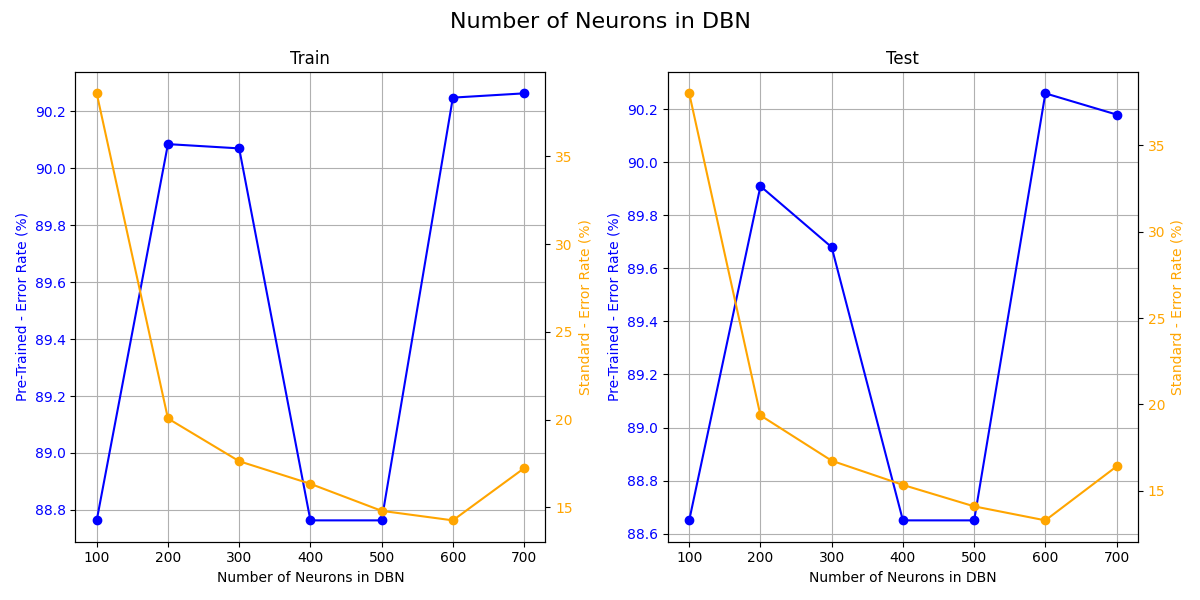 Number of Neurons in DBN
Train
Pre-Trained - Error Rate (%)
90.2
90.0
89.8
89.6
89.4
89.2
89.0
88.8
100 200 300 400 500 600 700
Number of Neurons in DBN
35
30
25
20
15
Standard - Error Rate (%)
Test
Pre-Trained - Error Rate (%)
90.2
90.0
89.8
89.6
89.4
89.2
89.0
88.8
88.6
100 200 300 400 500 600 700
Number of Neurons in DBN
35
30
25
20
15
Standard - Error Rate (%)